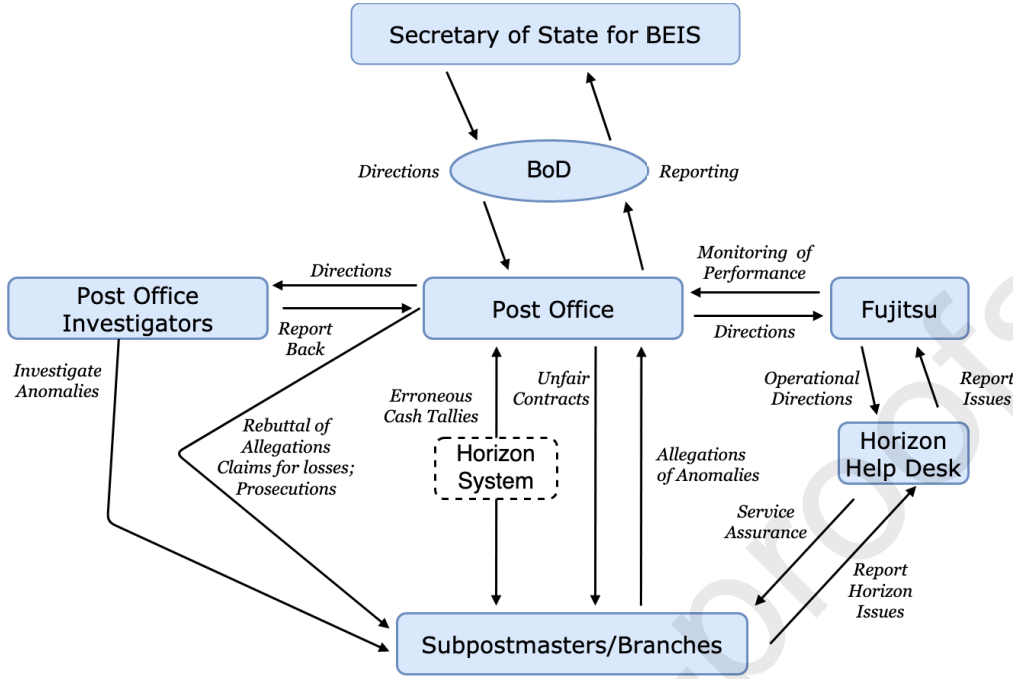 Secretary of State for BEIS
Directions
BoD
Reporting
Directions
Monitoring of
Performance
Post Office
Investigators
Report
Back
Post Office
Directions
Fujitsu
Investigate
Anomalies
Rebuttal of
Allegations
Claims for losses;
Prosecutions
Erroneous
Cash Tallies
Horizon
System
Unfair
Contracts
Allegations
of Anomalies
Operational
Directions
Report
Issues
Horizon
Help Desk
Service
Assurance
Report
Horizon
Issues
Subpostmasters/Branches
proofs